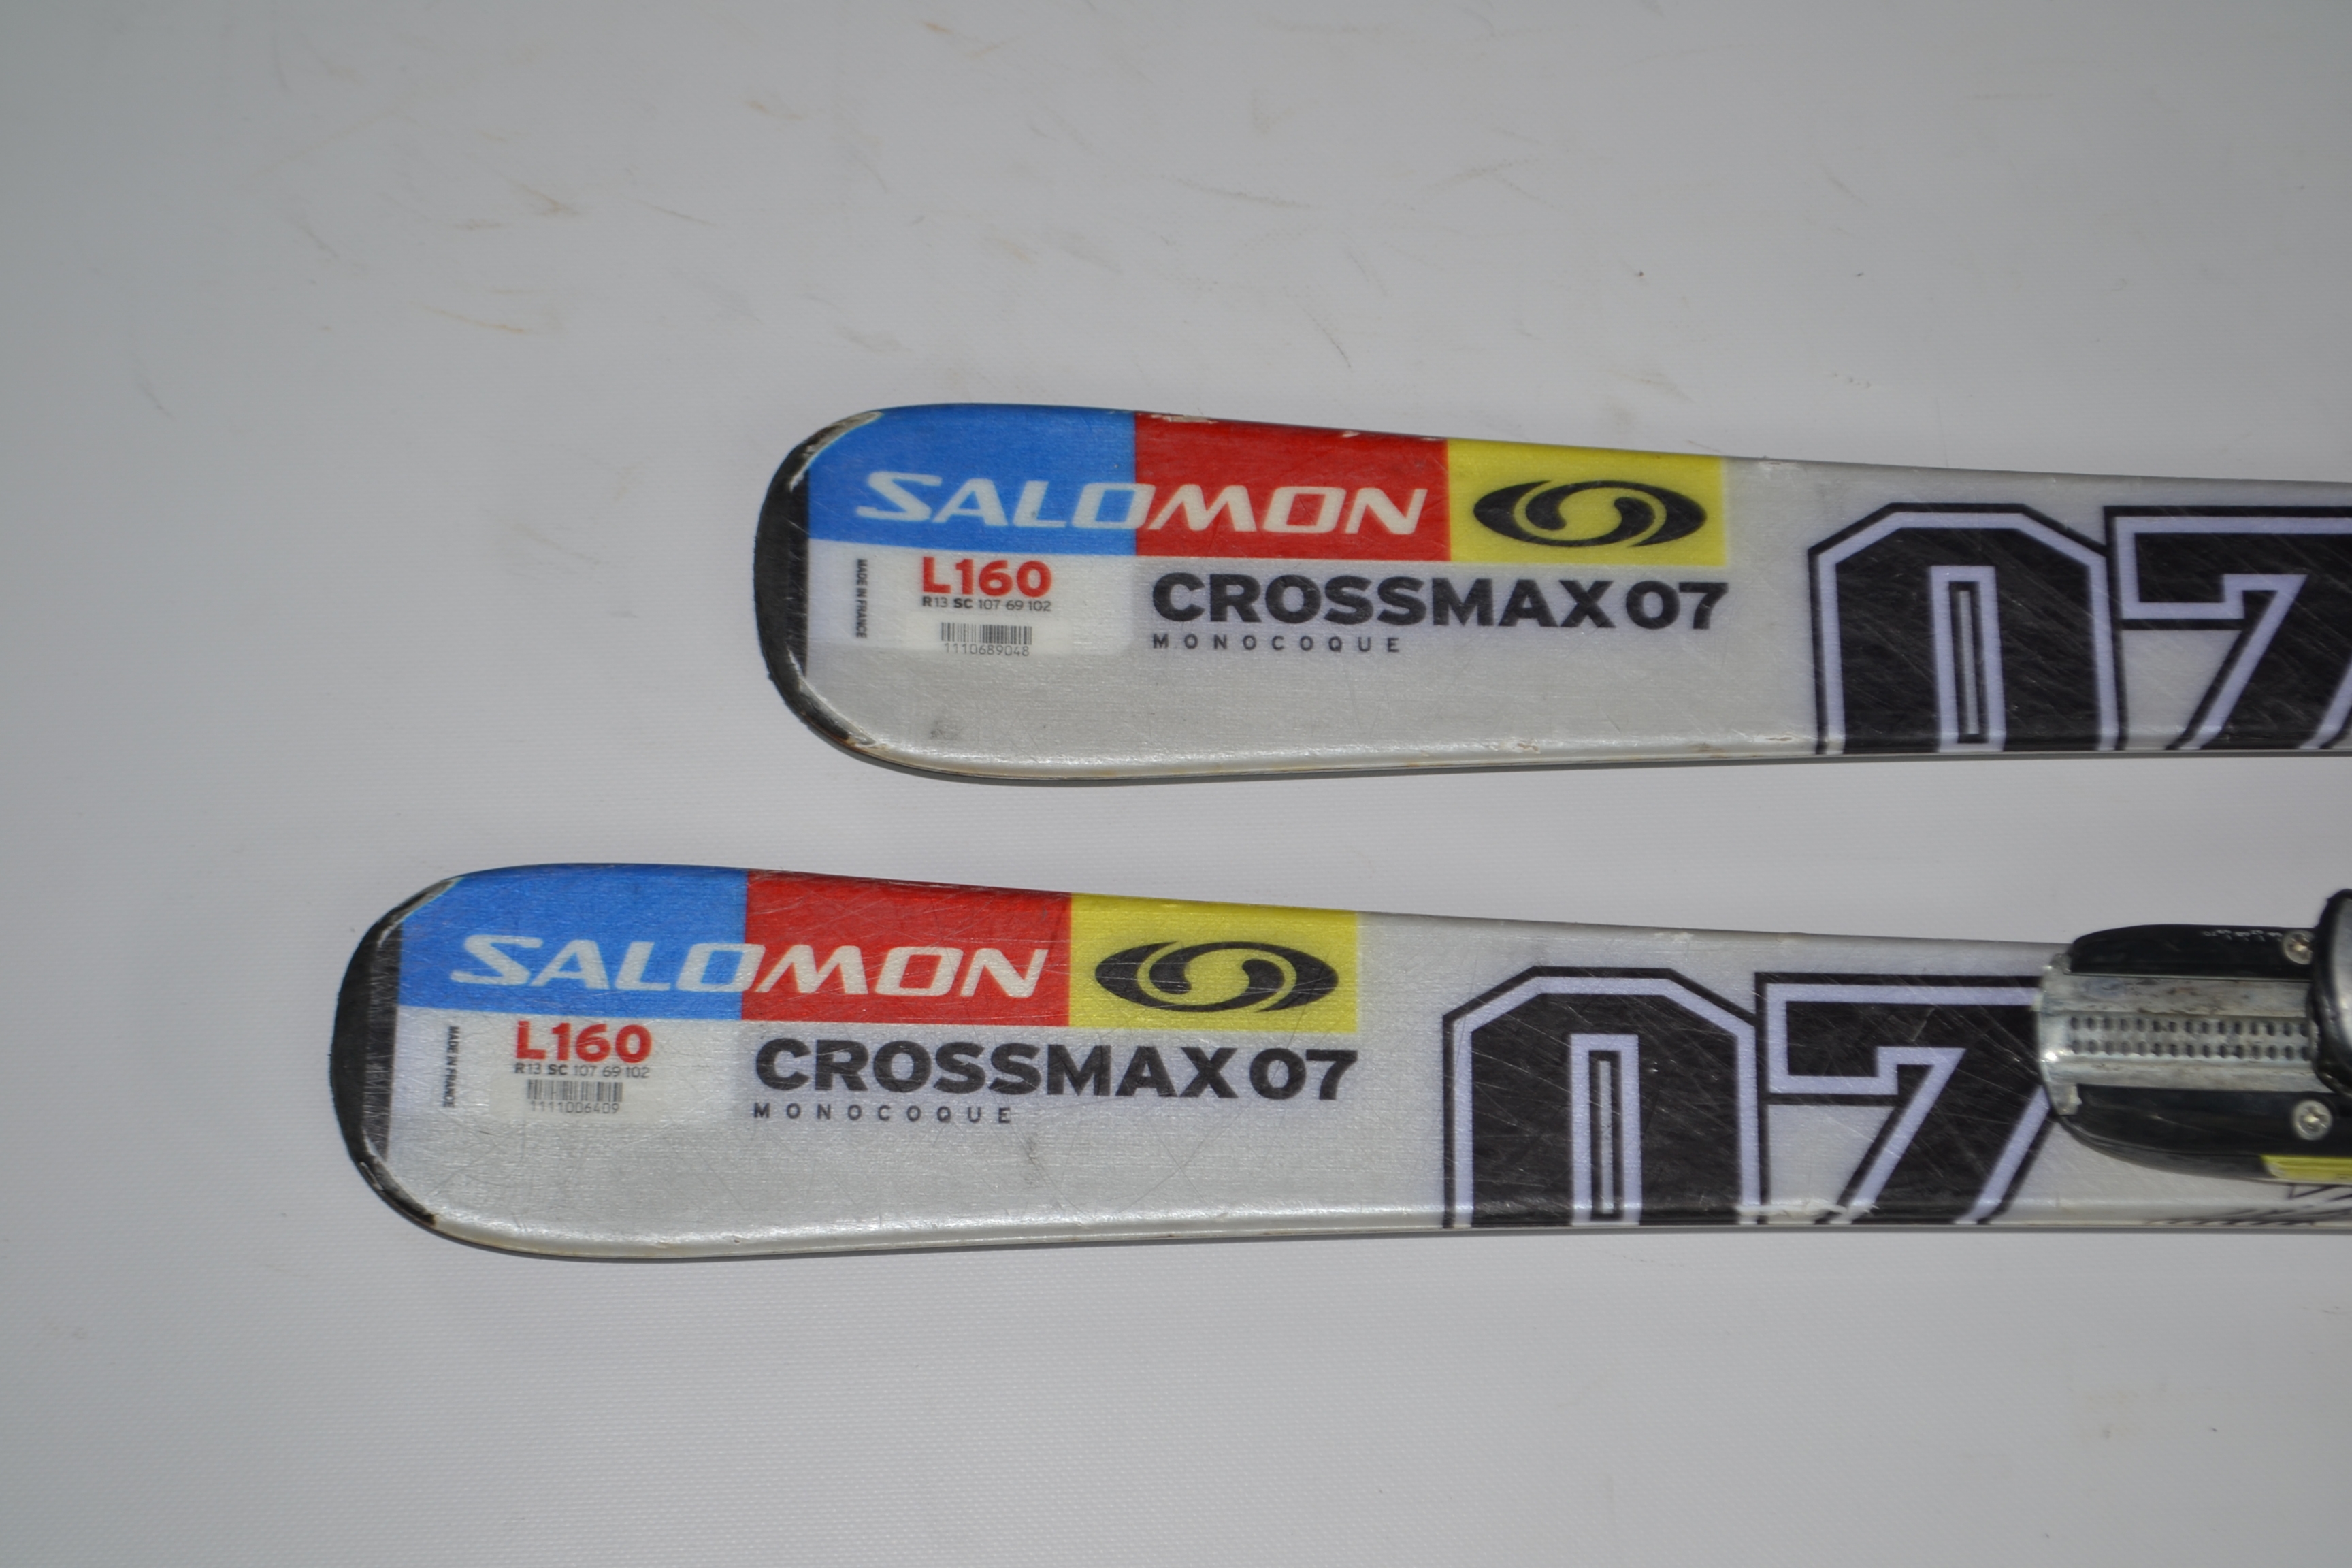 SALOMON
MADE IN FRANCE
L160
R13 SC 107 69 102
1110689048
CROSSMAX 07
MONOCOQUE
07
SALOMON
MADE IN FRANCE
L160
R13 SC 107 69 102
1111006409
CROSSMAX 07
MONOCOQUE
07